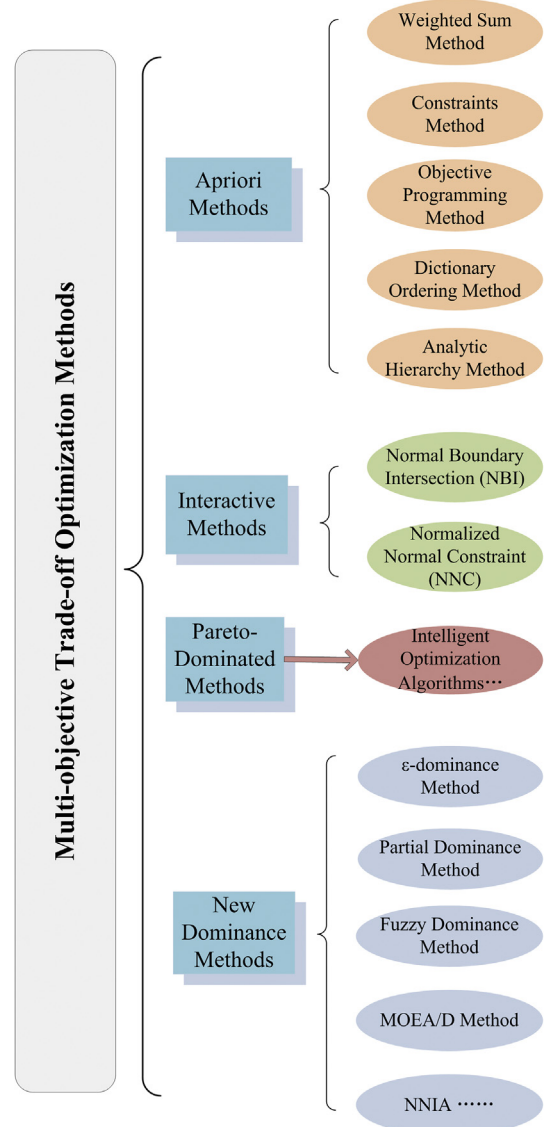 Multi-objective Trade-off Optimization Methods
Apriori
Methods
Weighted Sum
Method
Constraints
Method
Objective
Programming
Method
Dictionary
Ordering Method
Analytic
Hierarchy Method
Interactive
Methods
Normal Boundary
Intersection (NBI)
Normalized
Normal Constraint
(NNC)
Pareto-
Dominated
Methods
Intelligent
Optimization
Algorithms···
New
Dominance
Methods
ε-dominance
Method
Partial Dominance
Method
Fuzzy Dominance
Method
MOEA/D Method
NNIA ······